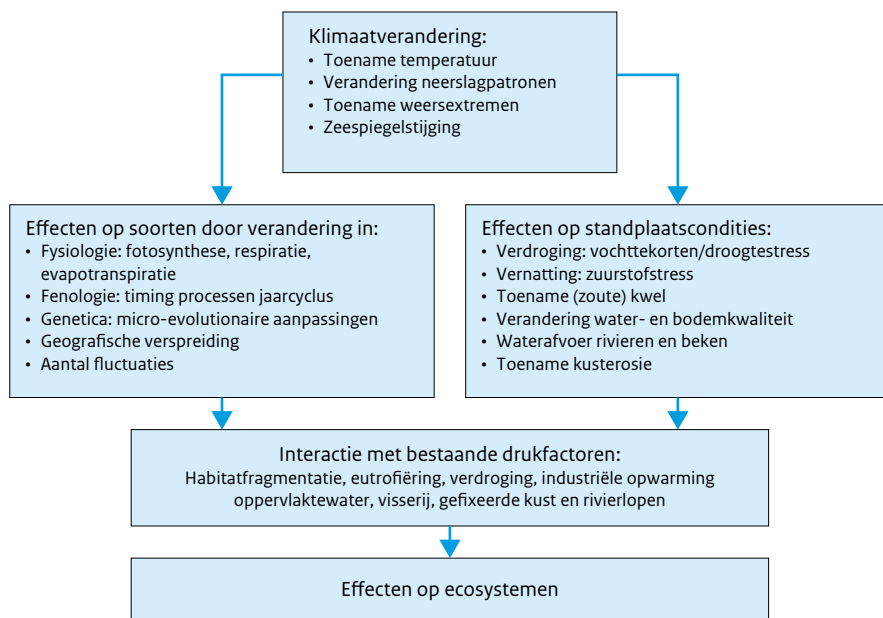 Klimaatverandering:
• Toename temperatuur
• Verandering neerslagpatronen
• Toename weersextremen
• Zeespiegelstijging
Effecten op soorten door verandering in:
• Fysiologie: fotosynthese, respiratie,
evapotranspiratie
• Fenologie: timing processen jaarcyclus
• Genetica: micro-evolutionaire aanpassingen
• Geografische verspreiding
• Aantal fluctuaties
Effecten op standplaatscondities:
• Verdroging: vochttekorten/droogtestress
• Vernatting: zuurstofstress
• Toename (zoute) kwel
• Verandering water- en bodemkwaliteit
• Waterafvoer rivieren en beken
• Toename kusterosie
Interactie met bestaande drukfactoren:
Habitatfragmentatie, eutrofiëring, verdroging, industriële opwarming
oppervlaktewater, visserij, gefixeerde kust en rivierlopen
Effecten op ecosystemen